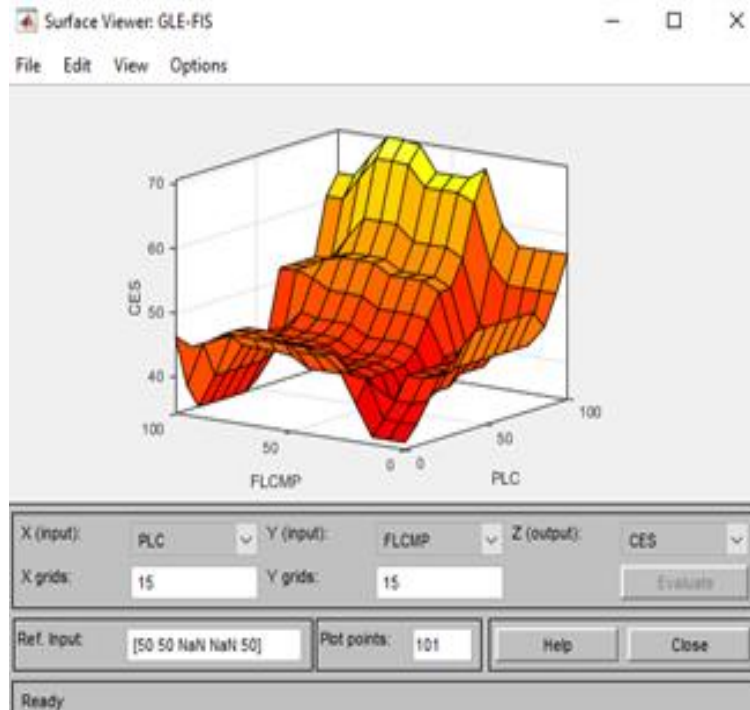 Surface Viewer: GLE-FIS
File Edit View Options
70
60
50
40
CES
100
50
0
FLCMP
0
50
100
PLC
X (input): PLC Y (input): FLCMP Z (output): CES
X grids: 15 Y grids: 15 Evaluate
Ref. Input: [50 50 NaN NaN 50] Plot points: 101 Help Close
Ready